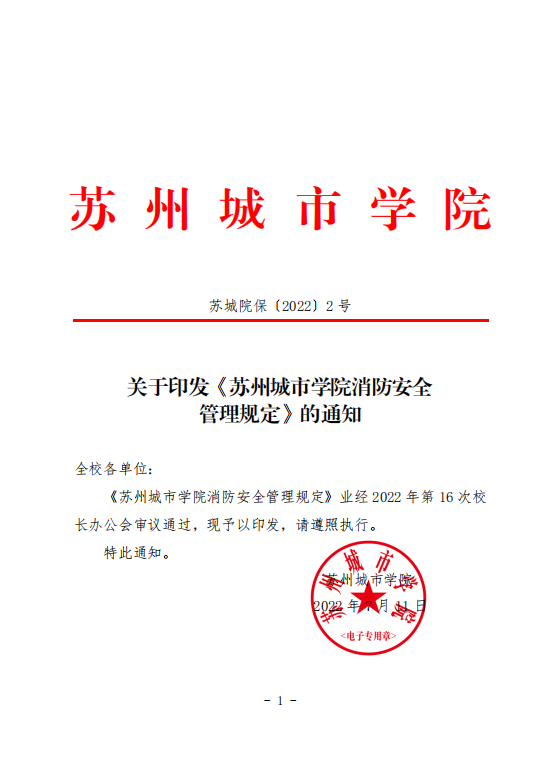 苏州城市学院
苏城院保〔2022〕2 号
关于印发《苏州城市学院消防安全
管理规定》的通知
全校各单位：
《苏州城市学院消防安全管理规定》业经 2022 年第 16 次校
长办公会审议通过，现予以印发，请遵照执行。
特此通知。
苏州城市学院
2022 年 7 月 11 日
苏州城市学院
<电子专用章>
- 1 -